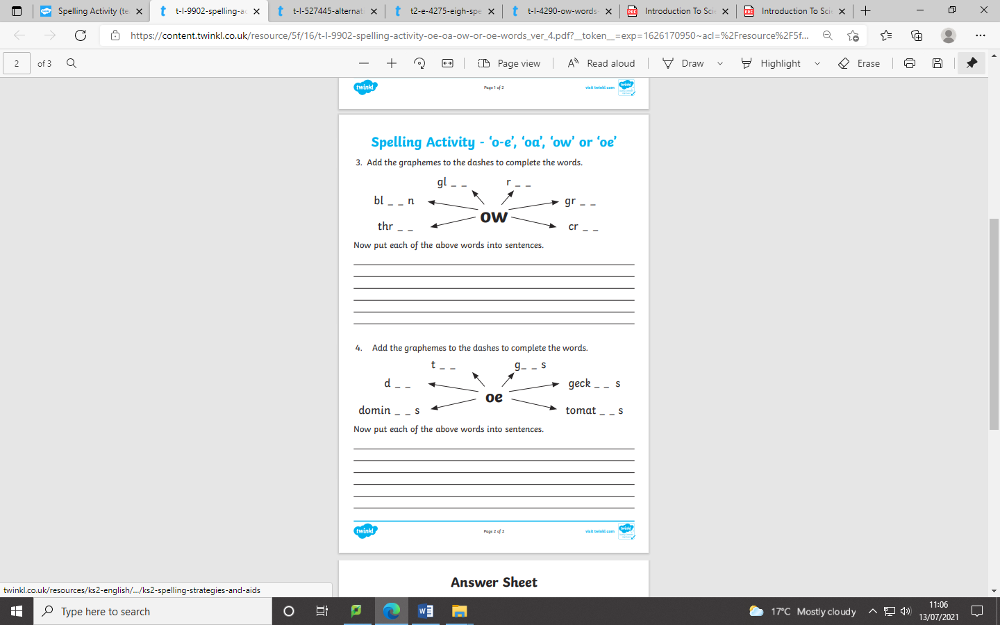 Spelling Activity (te
t-l-9902-spelling-a
t-l-527445-alternat
t2-e-4275-eigh-spe
t-l-4290-ow-words-
Introduction To Sci
Introduction To Sci
https://content.twinkl.co.uk/resource/5f/16/t-l-9902-spelling-activity-oe-oa-ow-or-oe-words_ver_4.pdf?__token__=exp=1626170950~acl=%2Fresource%2F5f...
2 of 3 Page view Read aloud Draw Highlight Erase
twinkl Page 1 of 2 visit twinkl.com twinkl
Spelling Activity - ‘o-e’, ‘oa’, ‘ow’ or ‘oe’
3. Add the graphemes to the dashes to complete the words.
gl _ _ r _ _
bl _ _ n gr _ _
ow
thr _ _ cr _ _
Now put each of the above words into sentences.
4. Add the graphemes to the dashes to complete the words.
t _ _ g_ _ s
d _ _ geck _ _ s
oe
domin _ _ s tomat _ _ s
Now put each of the above words into sentences.
twinkl Page 2 of 2 visit twinkl.com twinkl
Answer Sheet
twinkl.co.uk/resources/ks2-english/.../ks2-spelling-strategies-and-aids
Type here to search
17°C Mostly cloudy
11:06
13/07/2021